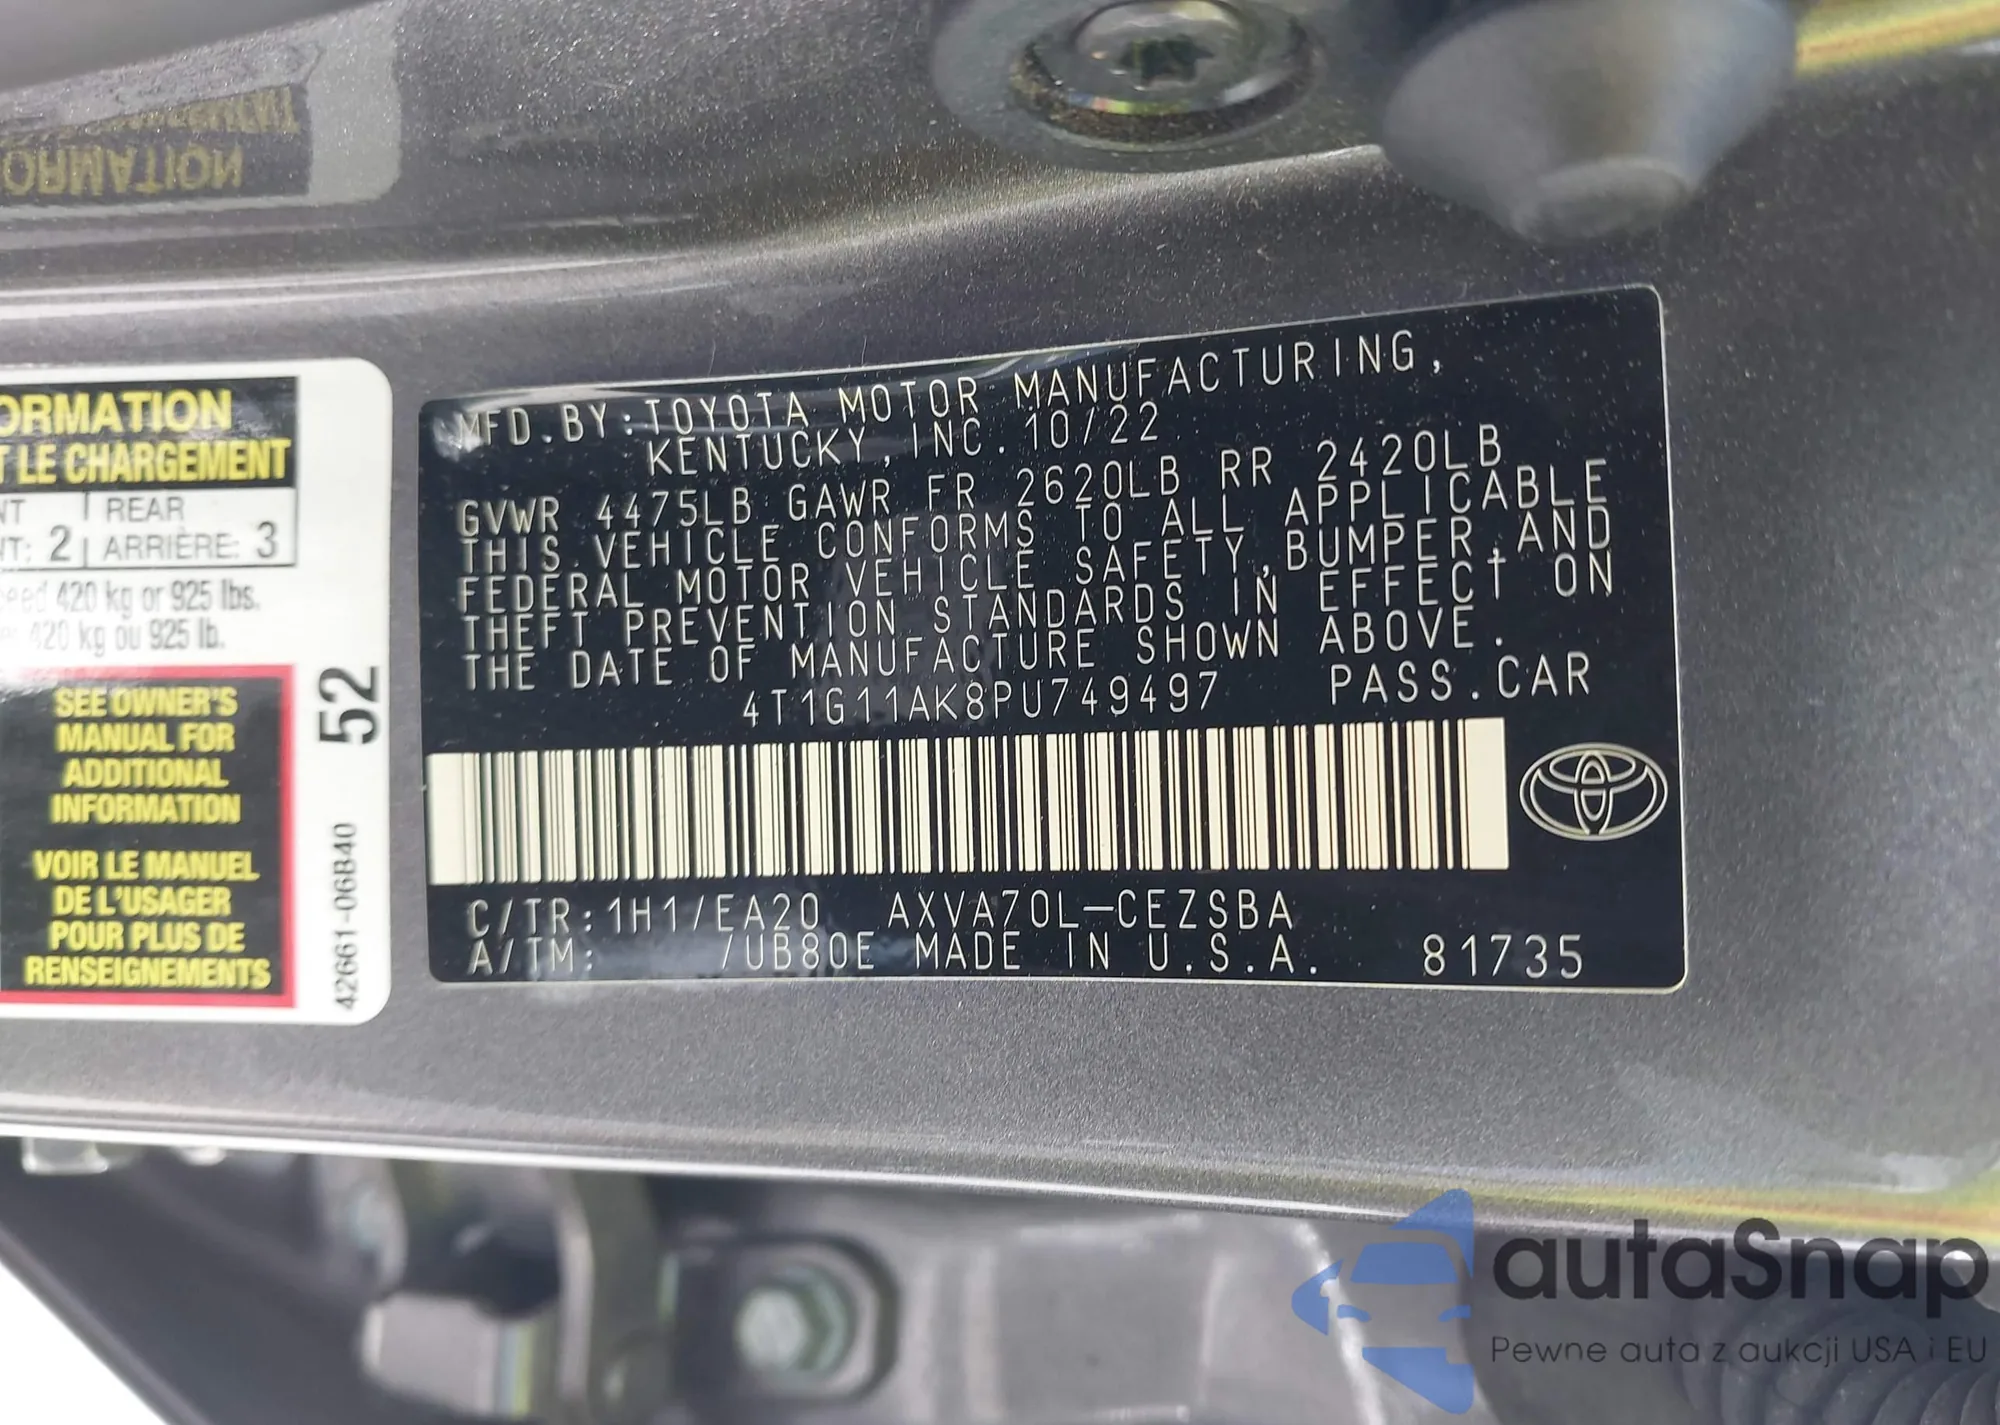 ORMATION
T LE CHARGEMENT
NT | REAR
NT: 2 | ARRIÈRE: 3
eed 420 kg or 925 lbs.
420 kg ou 925 lb.
SEE OWNER'S
MANUAL FOR
ADDITIONAL
INFORMATION
VOIR LE MANUEL
DE L'USAGER
POUR PLUS DE
RENSEIGNEMENTS
52
42661-06B40
MFD.BY:TOYOTA MOTOR MANUFACTURING,
KENTUCKY, INC. 10/22
GVWR 4475LB GAWR FR 2620LB RR 2420LB
THIS VEHICLE CONFORMS TO ALL APPLICABLE
FEDERAL MOTOR VEHICLE SAFETY,BUMPER,AND
THEFT PREVENTION STANDARDS IN EFFECT ON
THE DATE OF MANUFACTURE SHOWN ABOVE.
4T1G11AK8PU749497 PASS.CAR
C/TR:1H1/EA20 AXVA70L-CEZSBA
A/TM: /UB80E MADE IN U.S.A. 81735
autaSnap
Pewne auta z aukcji USA i EU